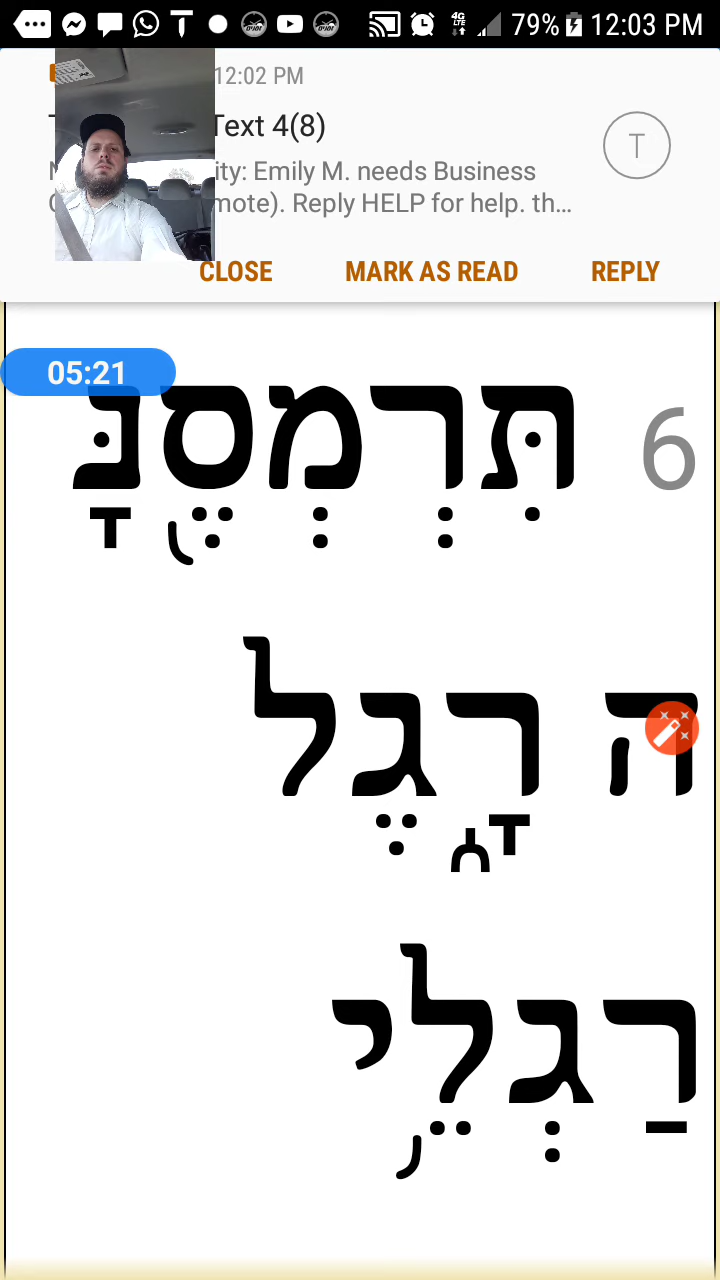 79% 12:03 PM
12:02 PM
Text 4(8)
ity: Emily M. needs Business
mote). Reply HELP for help. th...
CLOSE MARK AS READ REPLY
T
05:21
6 תִּרְמְסֶ֖נָּ
ה רָ֑גֶל
רַגְלֵ֥י